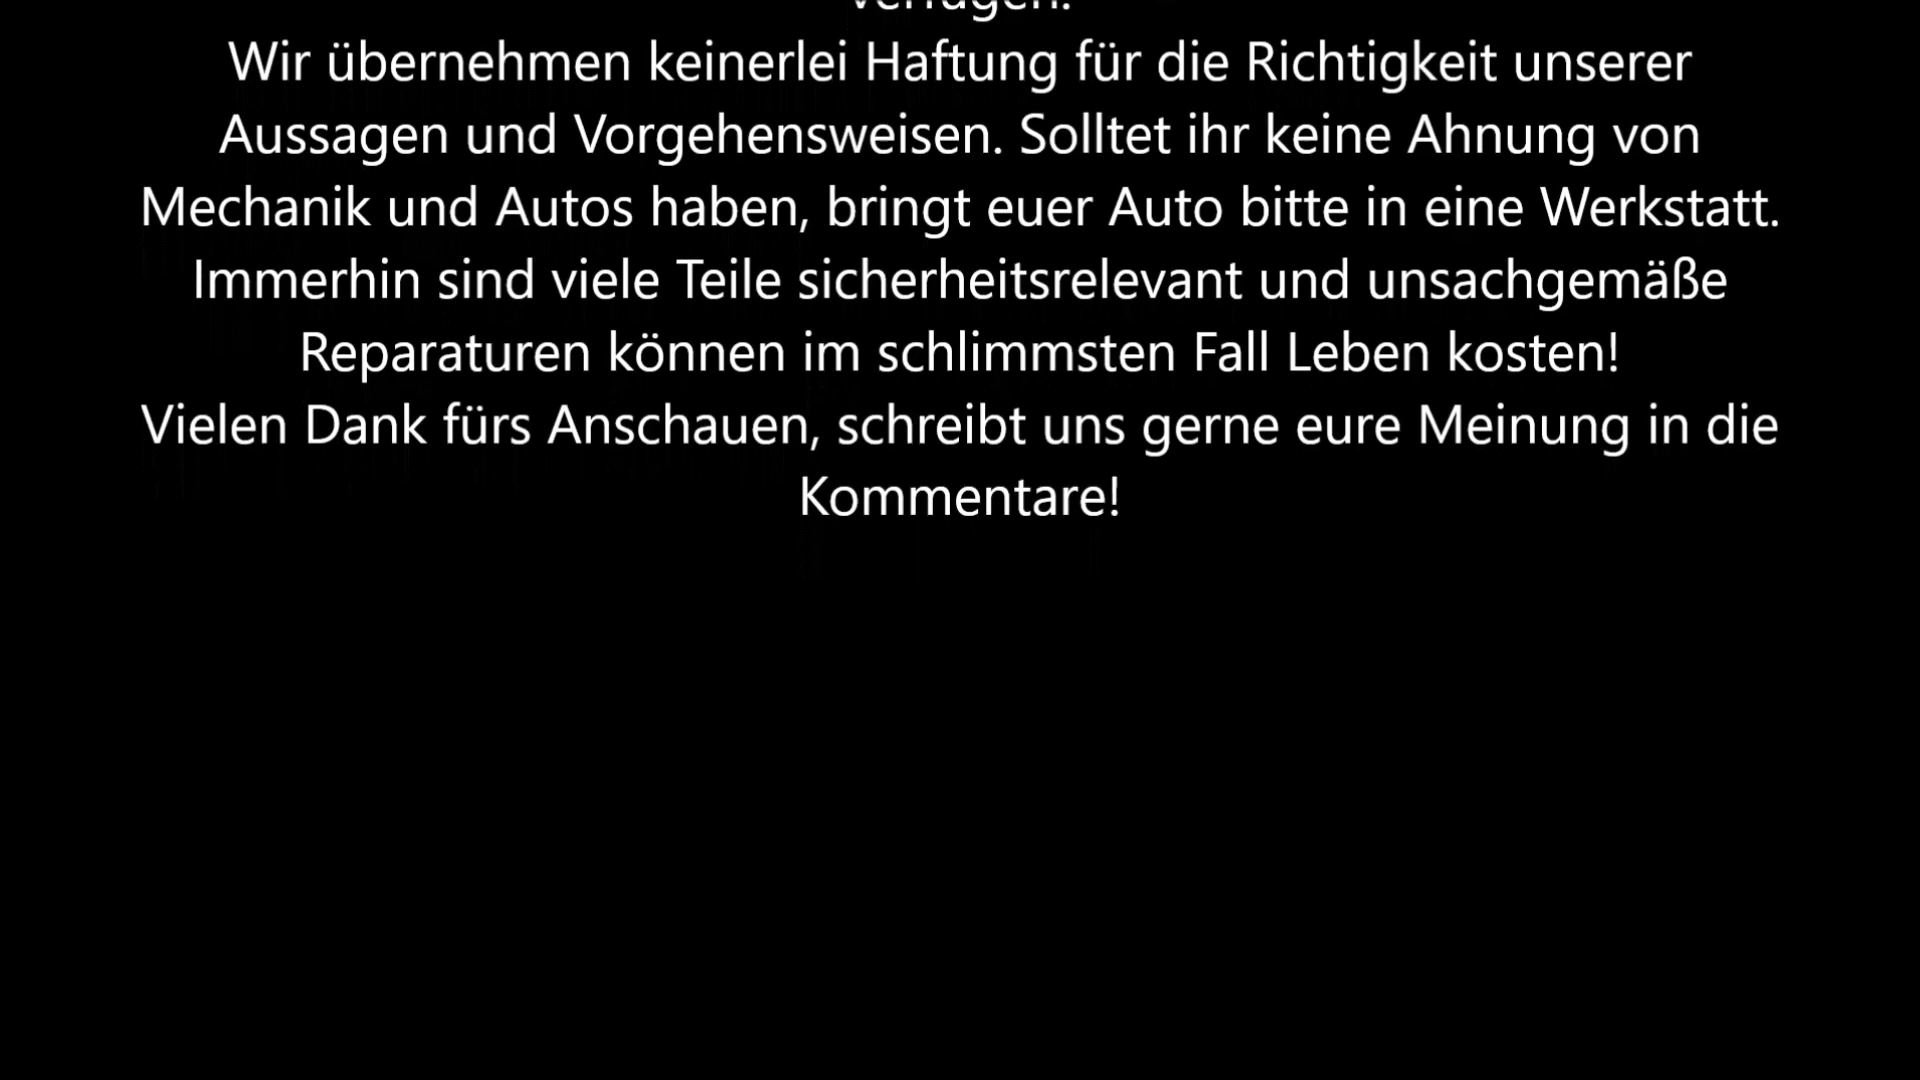 verfügen.
Wir übernehmen keinerlei Haftung für die Richtigkeit unserer
Aussagen und Vorgehensweisen. Solltet ihr keine Ahnung von
Mechanik und Autos haben, bringt euer Auto bitte in eine Werkstatt.
Immerhin sind viele Teile sicherheitsrelevant und unsachgemäße
Reparaturen können im schlimmsten Fall Leben kosten!
Vielen Dank fürs Anschauen, schreibt uns gerne eure Meinung in die
Kommentare!